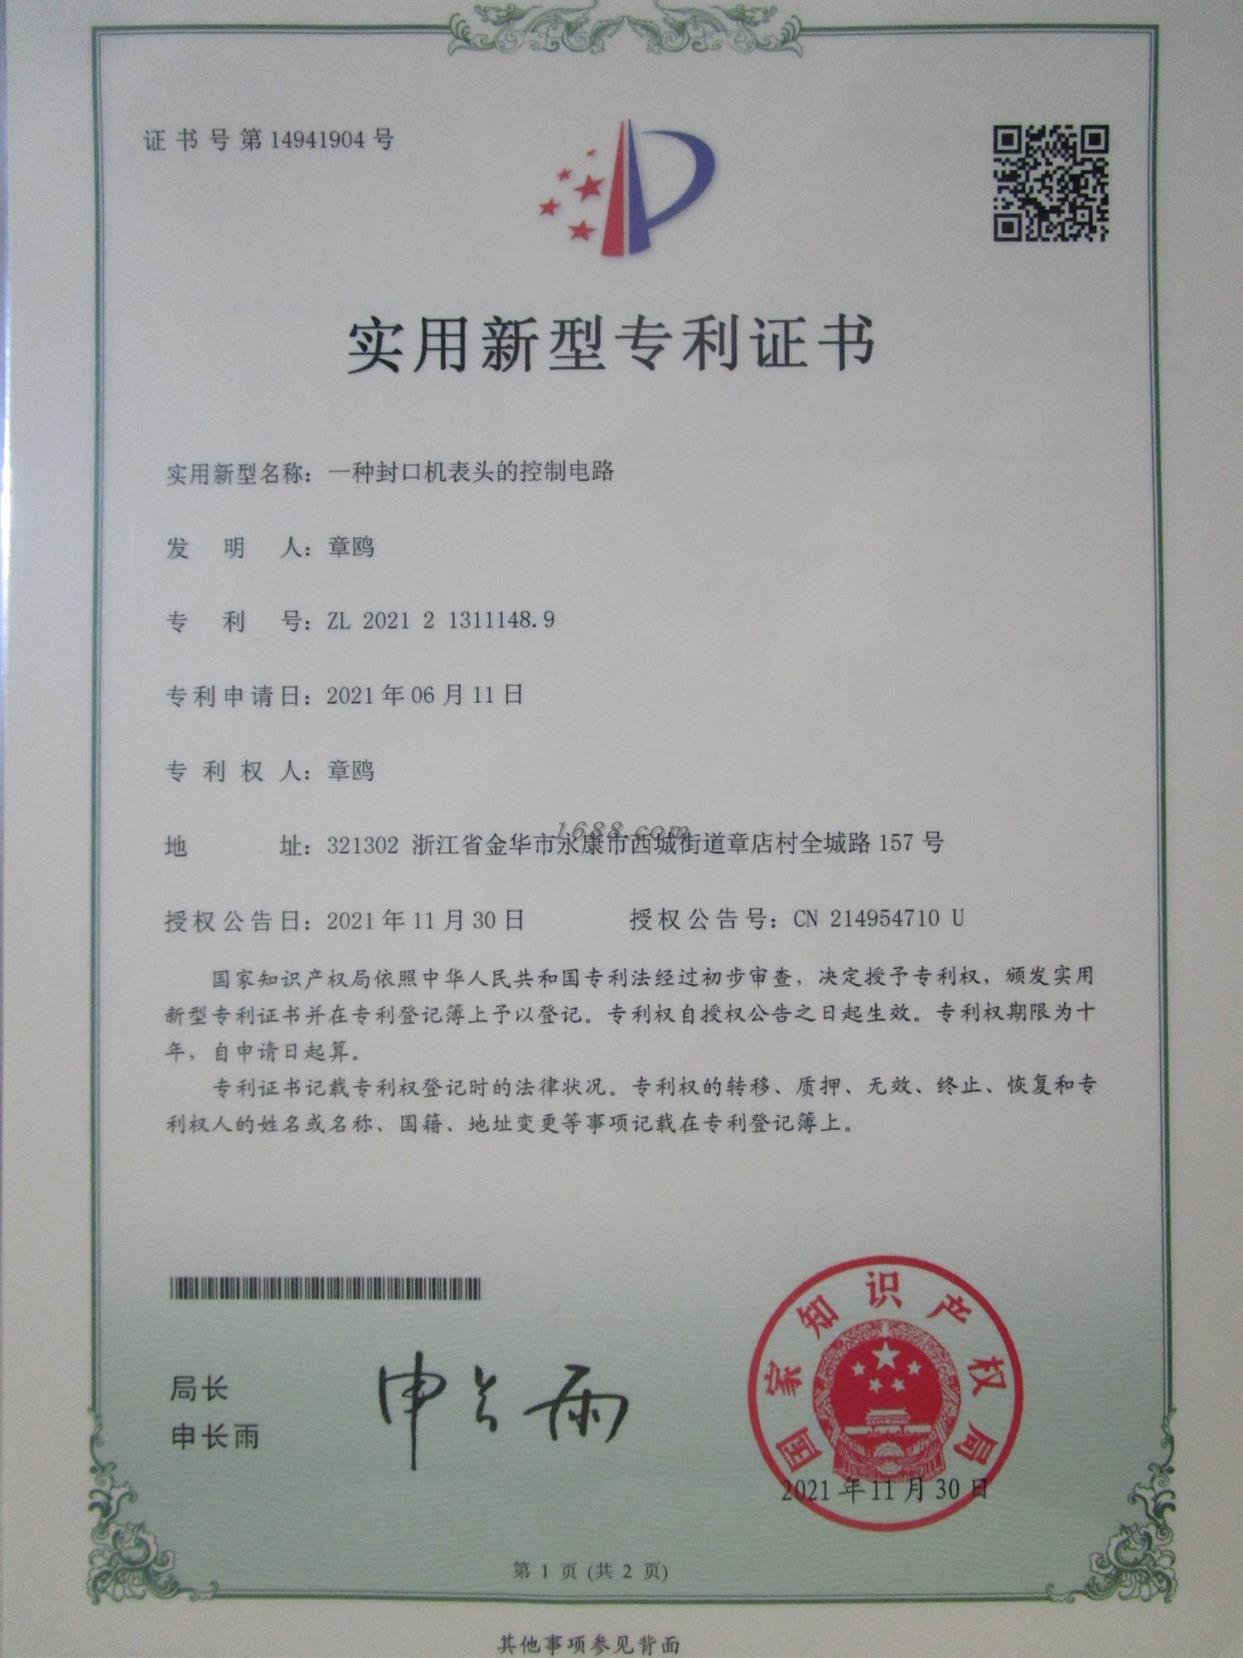 证书号第14941904号
实用新型专利证书
实用新型名称：一种封口机表头的控制电路
发明人：章鸥
专利号：ZL 2021 2 1311148.9
专利申请日：2021年06月11日
专利权人：章鸥
1688.com
地址：321302 浙江省金华市永康市西城街道章店村全城路157号
授权公告日：2021年11月30日 授权公告号：CN 214954710 U
国家知识产权局依照中华人民共和国专利法经过初步审查，决定授予专利权，颁发实用
新型专利证书并在专利登记簿上予以登记。专利权自授权公告之日起生效。专利权期限为十
年，自申请日起算。
专利证书记载专利权登记时的法律状况。专利权的转移、质押、无效、终止、恢复和专
利权人的姓名或名称、国籍、地址变更等事项记载在专利登记簿上。
局长
申长雨
申长雨
国家知识产权局
2021年11月30日
第 1 页 (共 2 页)
其他事项参见背面